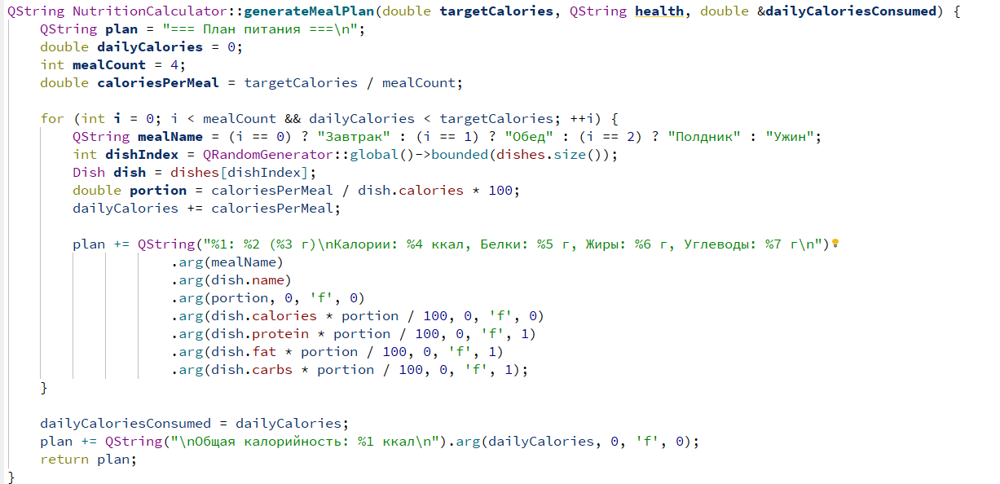 QString NutritionCalculator::generateMealPlan(double targetCalories, QString health, double &dailyCaloriesConsumed) {
    QString plan = "=== План питания ===\n";
    double dailyCalories = 0;
    int mealCount = 4;
    double caloriesPerMeal = targetCalories / mealCount;

    for (int i = 0; i < mealCount && dailyCalories < targetCalories; ++i) {
        QString mealName = (i == 0) ? "Завтрак" : (i == 1) ? "Обед" : (i == 2) ? "Полдник" : "Ужин";
        int dishIndex = QRandomGenerator::global()->bounded(dishes.size());
        Dish dish = dishes[dishIndex];
        double portion = caloriesPerMeal / dish.calories * 100;
        dailyCalories += caloriesPerMeal;

        plan += QString("%1: %2 (%3 г)\nКалории: %4 ккал, Белки: %5 г, Жиры: %6 г, Углеводы: %7 г\n")
                    .arg(mealName)
                    .arg(dish.name)
                    .arg(portion, 0, 'f', 0)
                    .arg(dish.calories * portion / 100, 0, 'f', 0)
                    .arg(dish.protein * portion / 100, 0, 'f', 1)
                    .arg(dish.fat * portion / 100, 0, 'f', 1)
                    .arg(dish.carbs * portion / 100, 0, 'f', 1);
    }

    dailyCaloriesConsumed = dailyCalories;
    plan += QString("\nОбщая калорийность: %1 ккал\n").arg(dailyCalories, 0, 'f', 0);
    return plan;
}